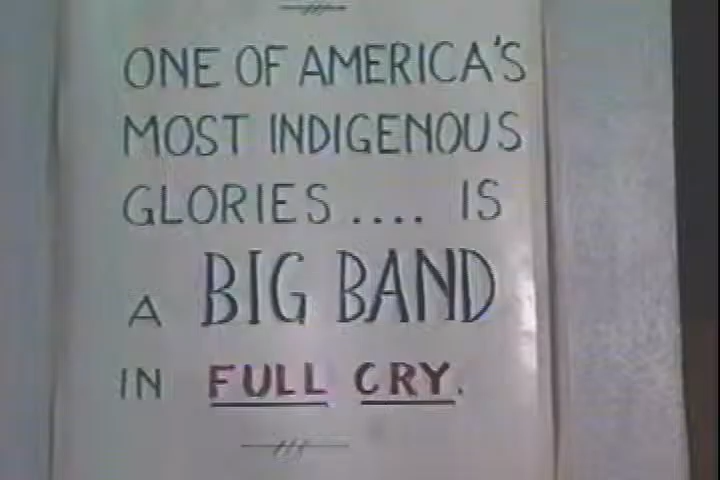 ONE OF AMERICA'S
MOST INDIGENOUS
GLORIES .... IS
A BIG BAND
IN FULL CRY.